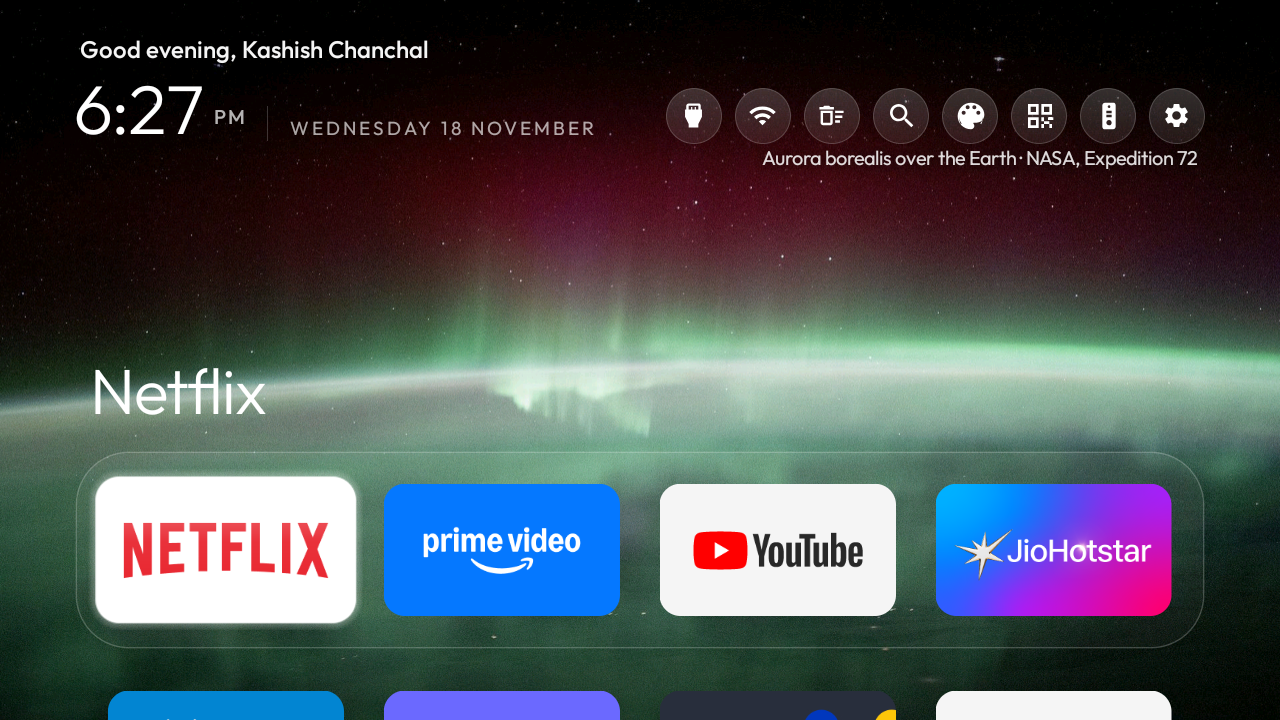 Good evening, Kashish Chanchal
6:27 PM
WEDNESDAY 18 NOVEMBER
Aurora borealis over the Earth · NASA, Expedition 72
Netflix
NETFLIX
prime video
YouTube
JioHotstar